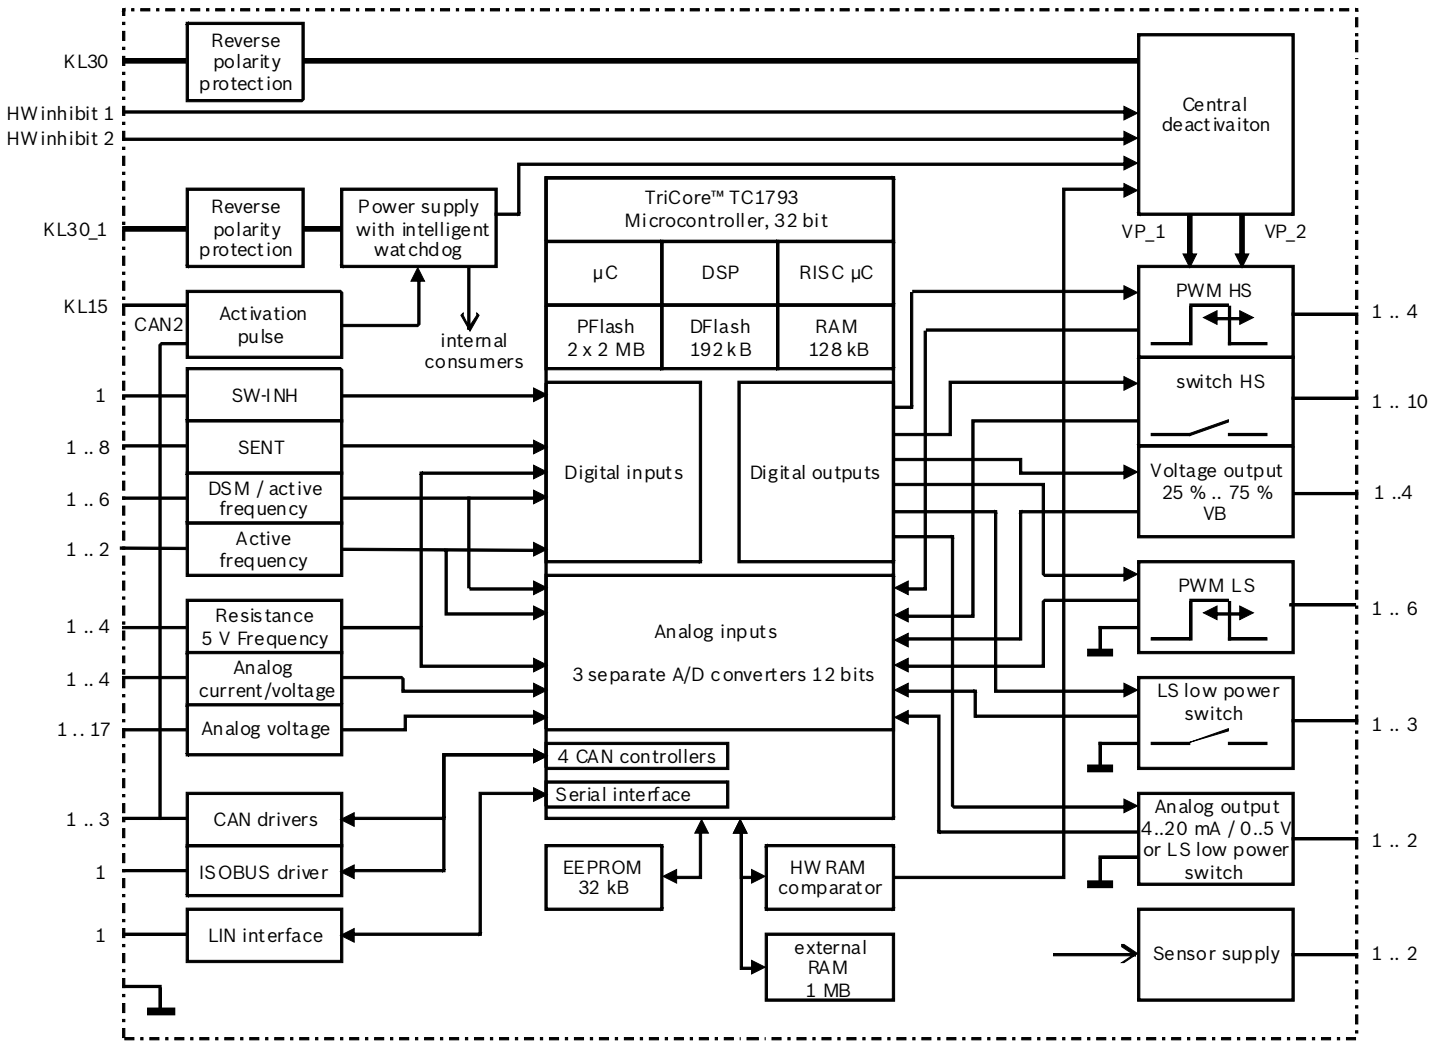 KL30
Reverse
polarity
protection
HW inhibit 1
HW inhibit 2
Central
deactivaiton
KL30_1
Reverse
polarity
protection
Power supply
with intelligent
watchdog
TriCore™ TC1793
Microcontroller, 32 bit
µC
DSP
RISC µC
PFlash
2 x 2 MB
DFlash
192 kB
RAM
128 kB
VP_1
VP_2
KL15
CAN2
Activation
pulse
internal
consumers
PWM HS
1 .. 4
1
SW-INH
switch HS
1 .. 10
1 .. 8
SENT
Digital inputs
Digital outputs
Voltage output
25 % .. 75 %
VB
1 ..4
1 .. 6
DSM / active
frequency
1 .. 2
Active
frequency
PWM LS
1 .. 6
1 .. 4
Resistance
5 V Frequency
Analog inputs
3 separate A/D converters 12 bits
1 .. 4
Analog
current/voltage
1 .. 17
Analog voltage
LS low power
switch
1 .. 3
4 CAN controllers
Serial interface
1 .. 3
CAN drivers
Analog output
4..20 mA / 0..5 V
or LS low power
switch
1 .. 2
1
ISOBUS driver
EEPROM
32 kB
HW RAM
comparator
1
LIN interface
external
RAM
1 MB
Sensor supply
1 .. 2